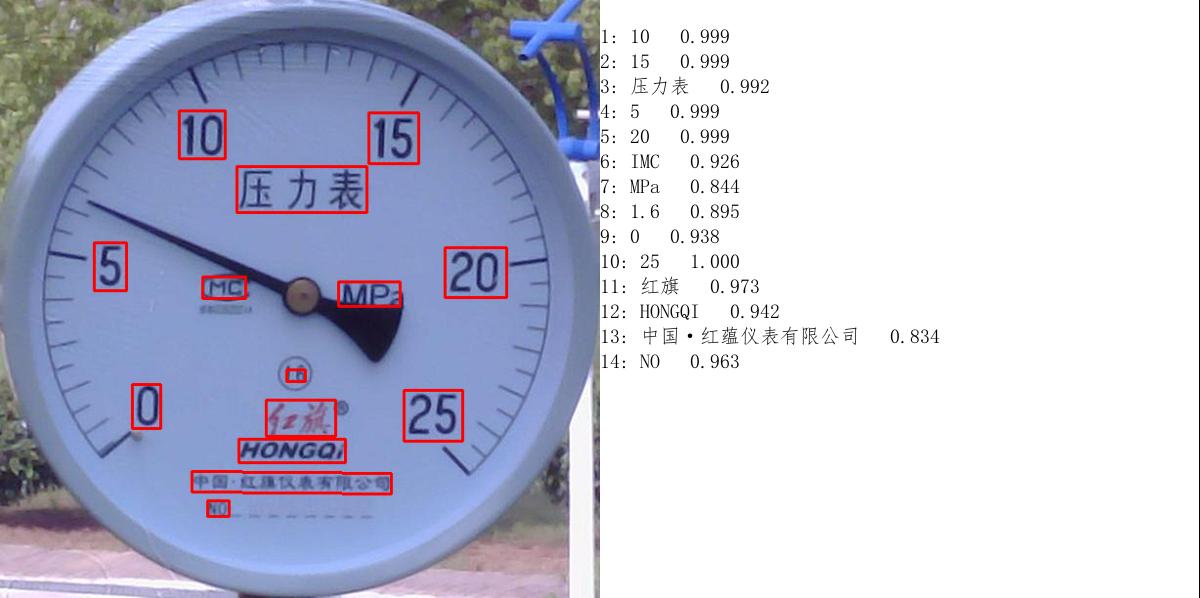 10
15
压力表
5
20
MC
MPa
1.6
0
25
红旗®
HONGQi
中国·红蕴仪表有限公司
NO
1: 10 0.999
2: 15 0.999
3: 压力表 0.992
4: 5 0.999
5: 20 0.999
6: IMC 0.926
7: MPa 0.844
8: 1.6 0.895
9: 0 0.938
10: 25 1.000
11: 红旗 0.973
12: HONGQI 0.942
13: 中国·红蕴仪表有限公司 0.834
14: NO 0.963